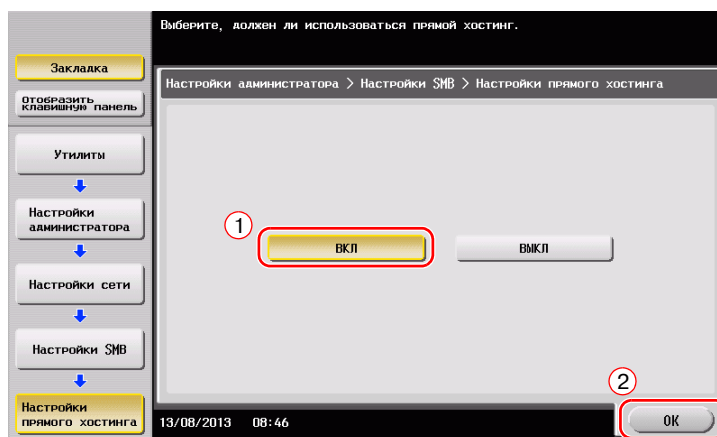 Выберите, должен ли использоваться прямой хостинг.
Закладка
Отобразить
клавишную панель
Настройки администратора > Настройки SMB > Настройки прямого хостинга
Утилиты
Настройки
администратора
1
ВКЛ
ВЫКЛ
Настройки сети
Настройки SMB
2
Настройки
прямого хостинга
13/08/2013 08:46
OK